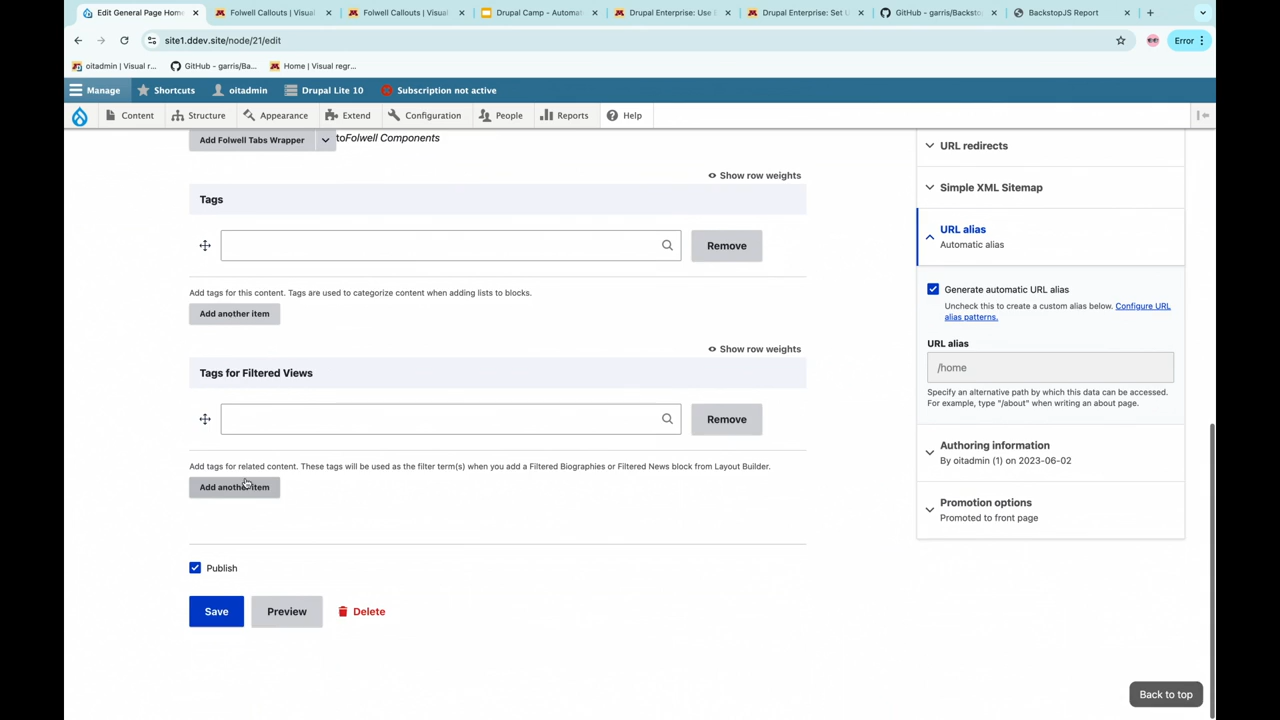 Edit General Page Home
Folwell Callouts | Visual
Folwell Callouts | Visual
Drupal Camp - Automa
Drupal Enterprise: Use
Drupal Enterprise: Set U
GitHub - garris/Backsto
BackstopJS Report
site1.ddev.site/node/21/edit
Error
oitadmin | Visual r...
GitHub - garris/Ba...
Home | Visual regr...
Manage
Shortcuts
oitadmin
Drupal Lite 10
Subscription not active
Content
Structure
Appearance
Extend
Configuration
People
Reports
Help
Add Folwell Tabs Wrapper
to Folwell Components
Show row weights
Tags
Remove
Add tags for this content. Tags are used to categorize content when adding lists to blocks.
Add another item
Show row weights
Tags for Filtered Views
Remove
Add tags for related content. These tags will be used as the filter term(s) when you add a Filtered Biographies or Filtered News block from Layout Builder.
Add another item
Publish
Save
Preview
Delete
URL redirects
Simple XML Sitemap
URL alias
Automatic alias
Generate automatic URL alias
Uncheck this to create a custom alias below. Configure URL
alias patterns.
URL alias
/home
Specify an alternative path by which this data can be accessed.
For example, type "/about" when writing an about page.
Authoring information
By oitadmin (1) on 2023-06-02
Promotion options
Promoted to front page
Back to top